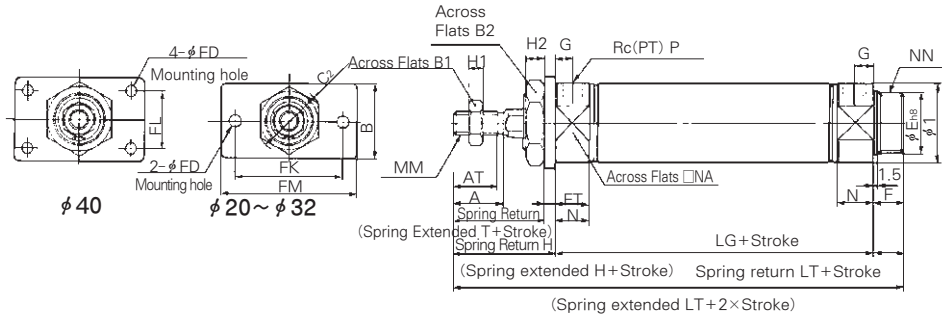 4-φFD
Mounting hole
FL
φ40
C2
B
2-φFD
Mounting hole
FK
FM
φ20～φ32
Across
Flats B2
Across Flats B1
H1
H2
G
Rc(PT) P
G
NN
φEh8
φ1
MM
AT
A
FT
N
Across Flats □NA
N
1.5
F
Spring Return
(Spring Extended T+Stroke)
Spring Return H
LG+Stroke
(Spring extended H+Stroke)
Spring return LT+Stroke
(Spring extended LT+2×Stroke)